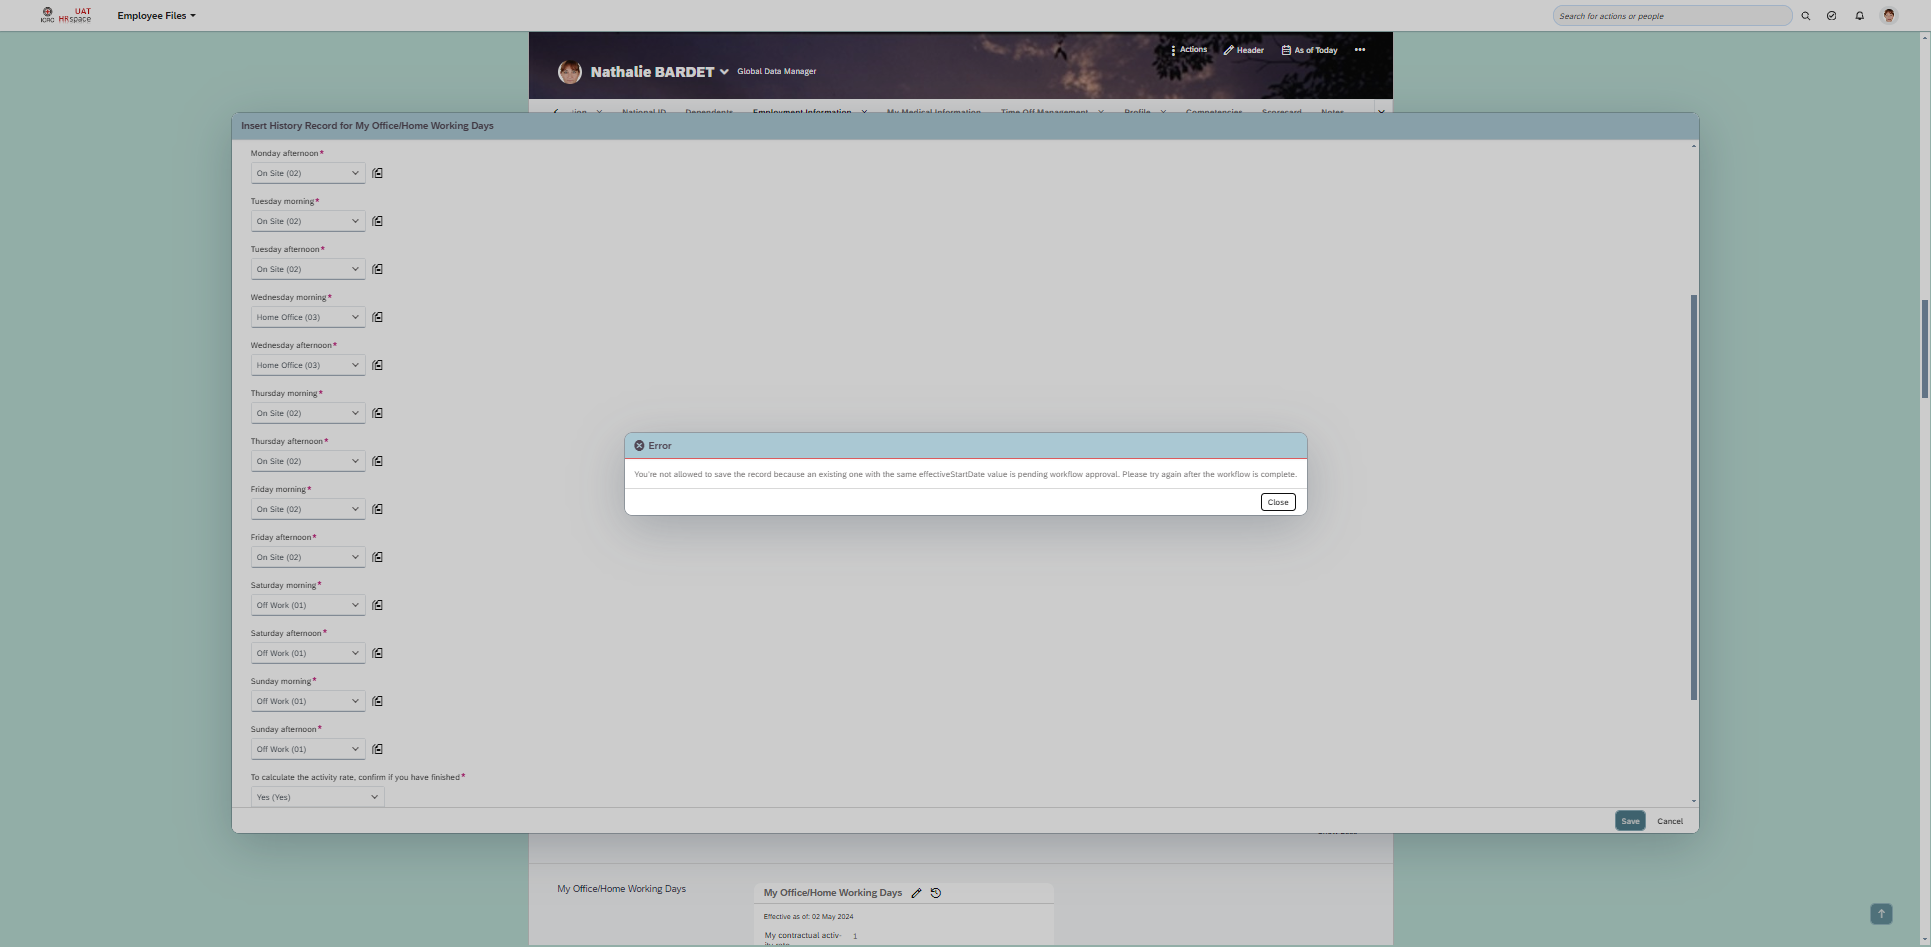 ICRC
UAT
HRspace
Employee Files
Search for actions or people
Actions
Header
As of Today
Nathalie BARDET
Global Data Manager
National ID
Dependents
Employment Information
My Medical Information
Time Off Management
Profile
Competencies
Scorecard
Notes
Insert History Record for My Office/Home Working Days
Monday afternoon*
On Site (02)
Tuesday morning*
On Site (02)
Tuesday afternoon*
On Site (02)
Wednesday morning*
Home Office (03)
Wednesday afternoon*
Home Office (03)
Thursday morning*
On Site (02)
Thursday afternoon*
On Site (02)
Friday morning*
On Site (02)
Friday afternoon*
On Site (02)
Saturday morning*
Off Work (01)
Saturday afternoon*
Off Work (01)
Sunday morning*
Off Work (01)
Sunday afternoon*
Off Work (01)
To calculate the activity rate, confirm if you have finished*
Yes (Yes)
Error
You're not allowed to save the record because an existing one with the same effectiveStartDate value is pending workflow approval. Please try again after the workflow is complete.
Close
Save
Cancel
My Office/Home Working Days
My Office/Home Working Days
Effective as of: 02 May 2024
My contractual activ-
ity rate
1